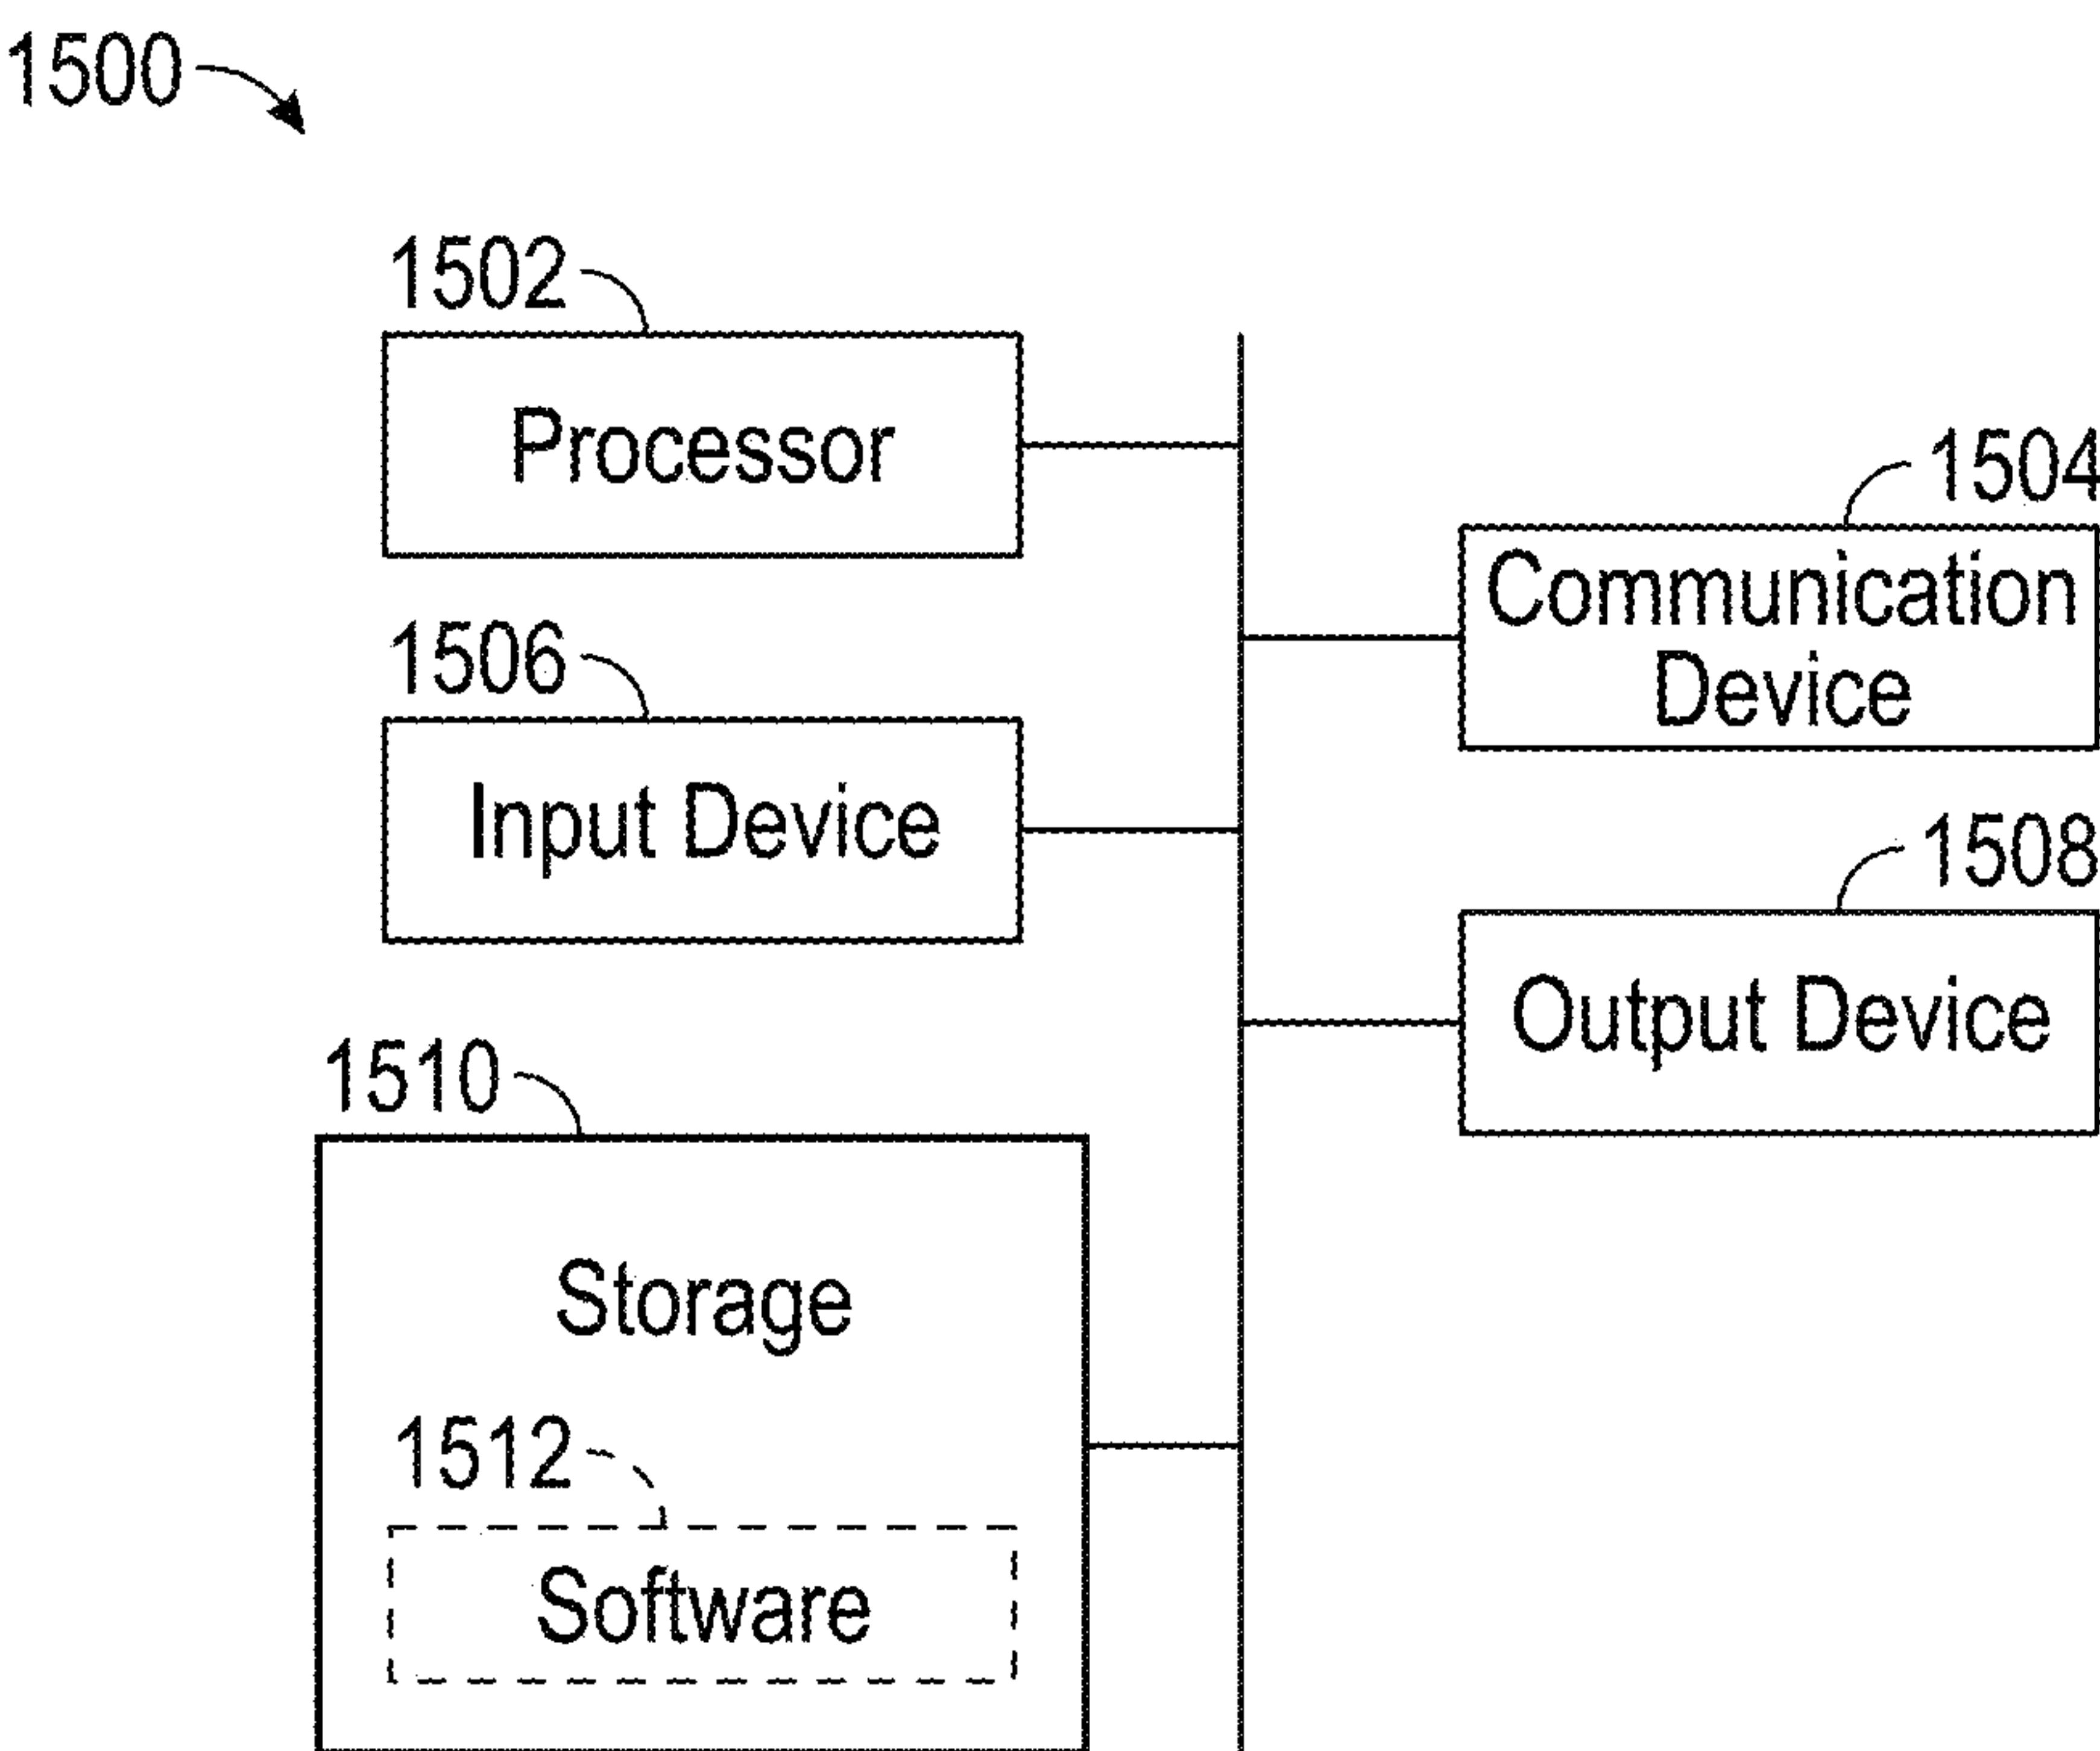 1500
1502
Processor
1504
Communication
Device
1506
Input Device
1508
Output Device
1510
Storage
1512
Software